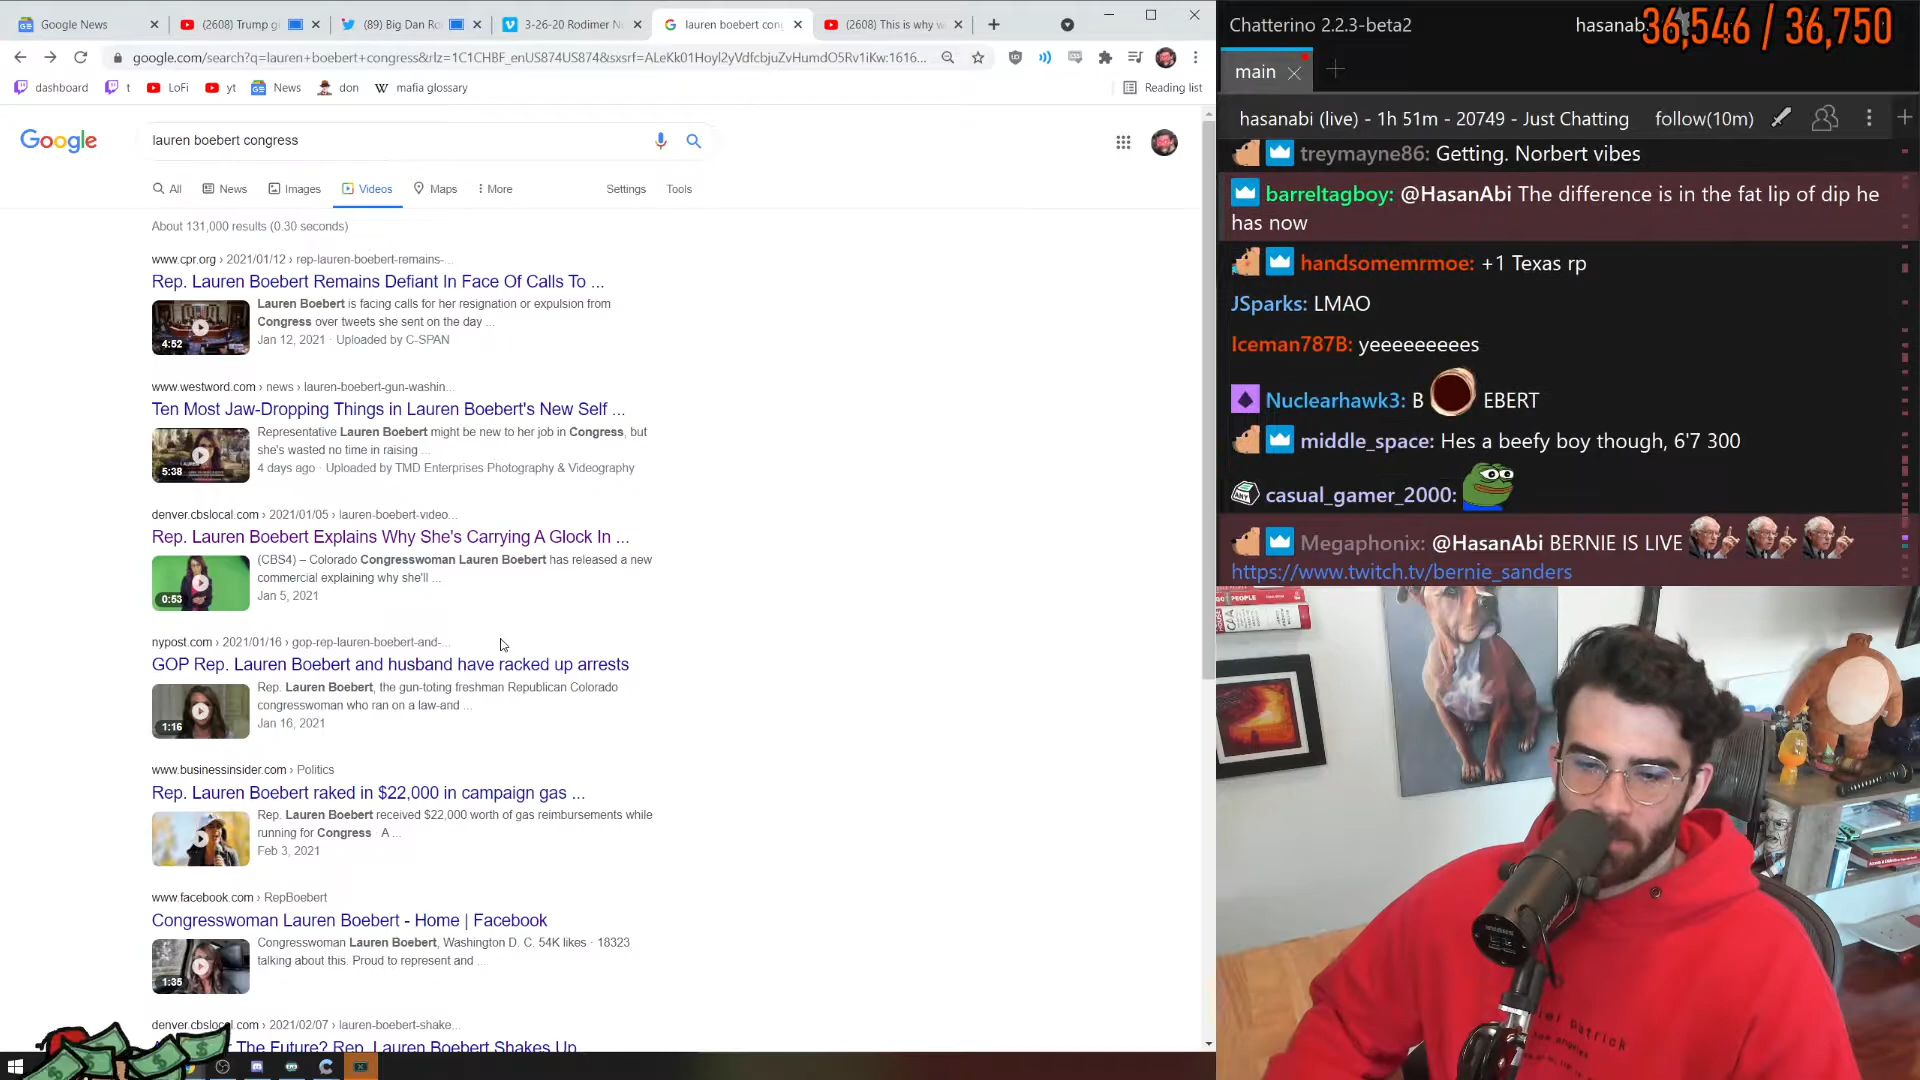 Google News
(2608) Trump g
(89) Big Dan Ro
3-26-20 Rodimer N
lauren boebert con
(2608) This is why w
google.com/search?q=lauren+boebert+congress&rlz=1C1CHBF_enUS874US874&sxsrf=ALeKk01Hoyl2yVdfcbjuZvHumdO5Rv1iKw:1616...
dashboard
t
LoFi
yt
News
don
mafia glossary
Reading list
Google
lauren boebert congress
All
News
Images
Videos
Maps
More
Settings
Tools
About 131,000 results (0.30 seconds)
www.cpr.org › 2021/01/12 › rep-lauren-boebert-remains-...
Rep. Lauren Boebert Remains Defiant In Face Of Calls To ...
Lauren Boebert is facing calls for her resignation or expulsion from
Congress over tweets she sent on the day ...
4:52
Jan 12, 2021 · Uploaded by C-SPAN
www.westword.com › news › lauren-boebert-gun-washin...
Ten Most Jaw-Dropping Things in Lauren Boebert's New Self ...
Representative Lauren Boebert might be new to her job in Congress, but
she's wasted no time in raising ...
5:38
4 days ago · Uploaded by TMD Enterprises Photography & Videography
denver.cbslocal.com › 2021/01/05 › lauren-boebert-video...
Rep. Lauren Boebert Explains Why She's Carrying A Glock In ...
(CBS4) – Colorado Congresswoman Lauren Boebert has released a new
commercial explaining why she'll ...
0:53
Jan 5, 2021
nypost.com › 2021/01/16 › gop-rep-lauren-boebert-and-...
GOP Rep. Lauren Boebert and husband have racked up arrests
Rep. Lauren Boebert, the gun-toting freshman Republican Colorado
congresswoman who ran on a law-and ...
1:16
Jan 16, 2021
www.businessinsider.com › Politics
Rep. Lauren Boebert raked in $22,000 in campaign gas ...
Rep. Lauren Boebert received $22,000 worth of gas reimbursements while
running for Congress · A ...
Feb 3, 2021
www.facebook.com › RepBoebert
Congresswoman Lauren Boebert - Home | Facebook
Congresswoman Lauren Boebert, Washington D. C. 54K likes · 18323
talking about this. Proud to represent and ...
1:35
denver.cbslocal.com › 2021/02/07 › lauren-boebert-shake...
The Future? Rep. Lauren Boebert Shakes Up
Chatterino 2.2.3-beta2
hasanab
36,546 / 36,750
main
hasanabi (live) - 1h 51m - 20749 - Just Chatting
follow(10m)
treymayne86: Getting. Norbert vibes
barreltagboy: @HasanAbi The difference is in the fat lip of dip he
has now
handsomemrmoe: +1 Texas rp
JSparks: LMAO
Iceman787B: yeeeeeeeees
Nuclearhawk3: B EBERT
middle_space: Hes a beefy boy though, 6'7 300
casual_gamer_2000:
Megaphonix: @HasanAbi BERNIE IS LIVE
https://www.twitch.tv/bernie_sanders
PEOPLE
CIA